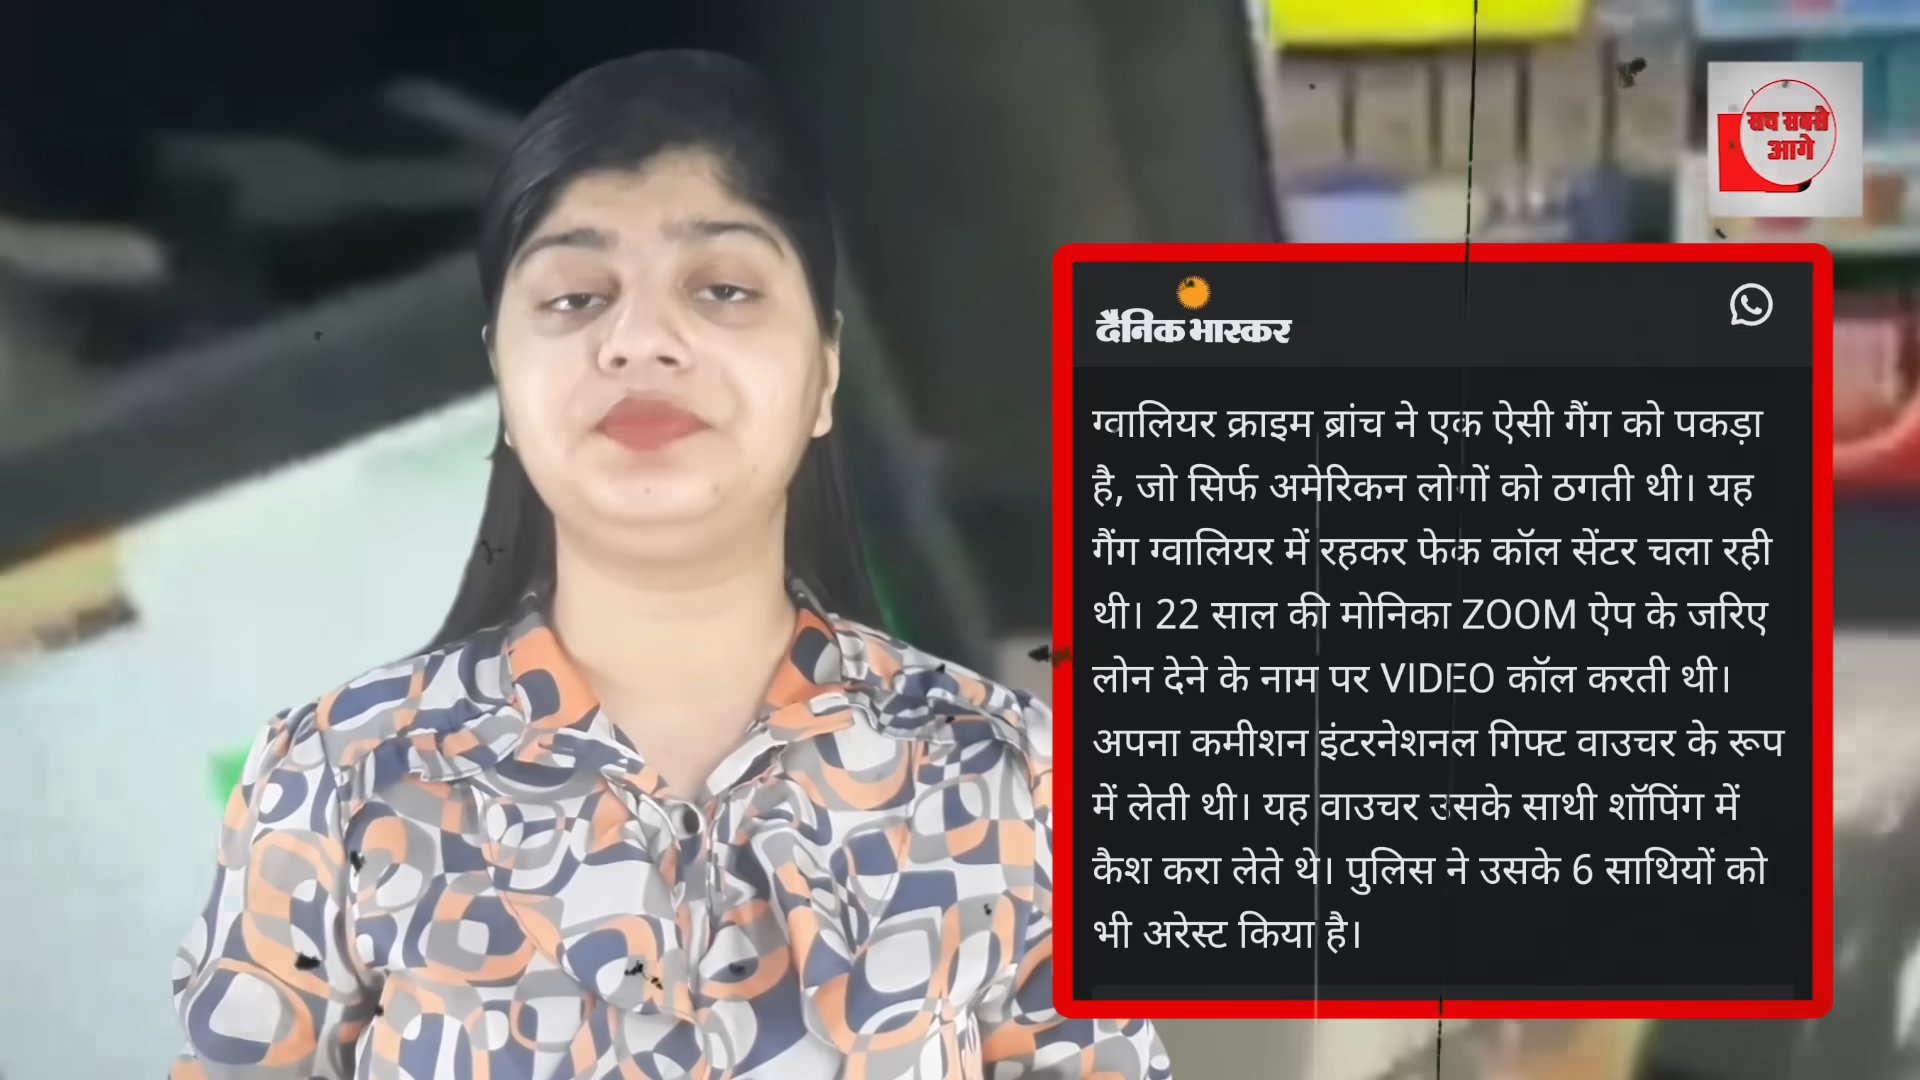 सच सबसे
आगे
दैनिक भास्कर
ग्वालियर क्राइम ब्रांच ने एक ऐसी गैंग को पकड़ा
है, जो सिर्फ अमेरिकन लोगों को ठगती थी। यह
गैंग ग्वालियर में रहकर फेक कॉल सेंटर चला रही
थी। 22 साल की मोनिका ZOOM ऐप के जरिए
लोन देने के नाम पर VIDEO कॉल करती थी।
अपना कमीशन इंटरनेशनल गिफ्ट वाउचर के रूप
में लेती थी। यह वाउचर उसके साथी शॉपिंग में
कैश करा लेते थे। पुलिस ने उसके 6 साथियों को
भी अरेस्ट किया है।